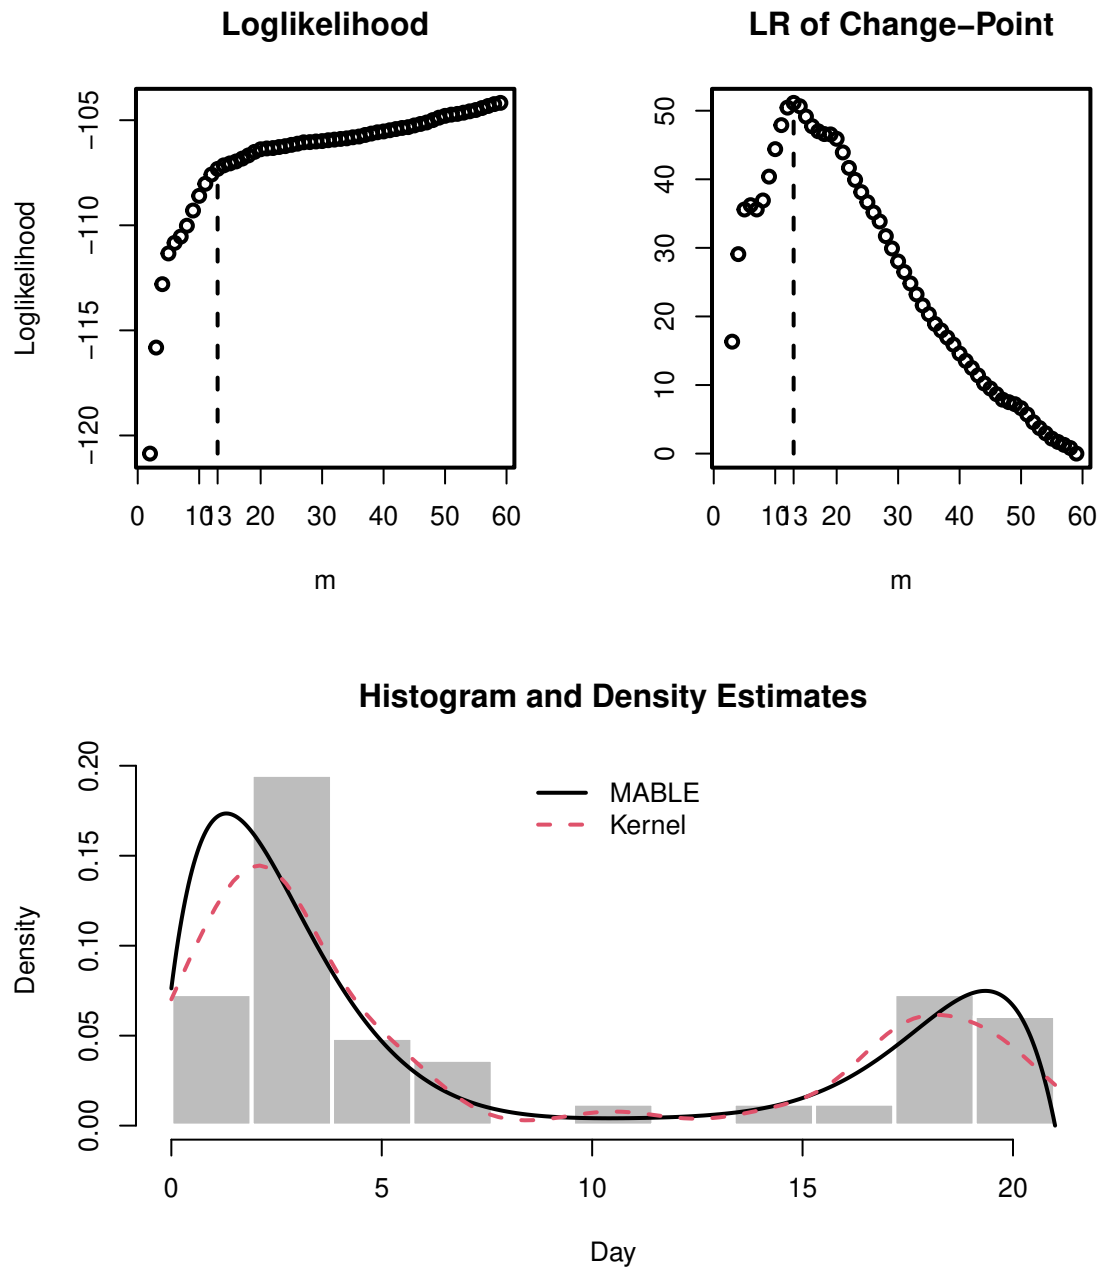 Loglikelihood
LR of Change−Point
Loglikelihood
−105
−110
−115
−120
0 10 13 20 30 40 50 60
m
50
40
30
20
10
0
0 10 13 20 30 40 50 60
m
Histogram and Density Estimates
Density
0.20
0.15
0.10
0.05
0.00
MABLE
Kernel
0 5 10 15 20
Day